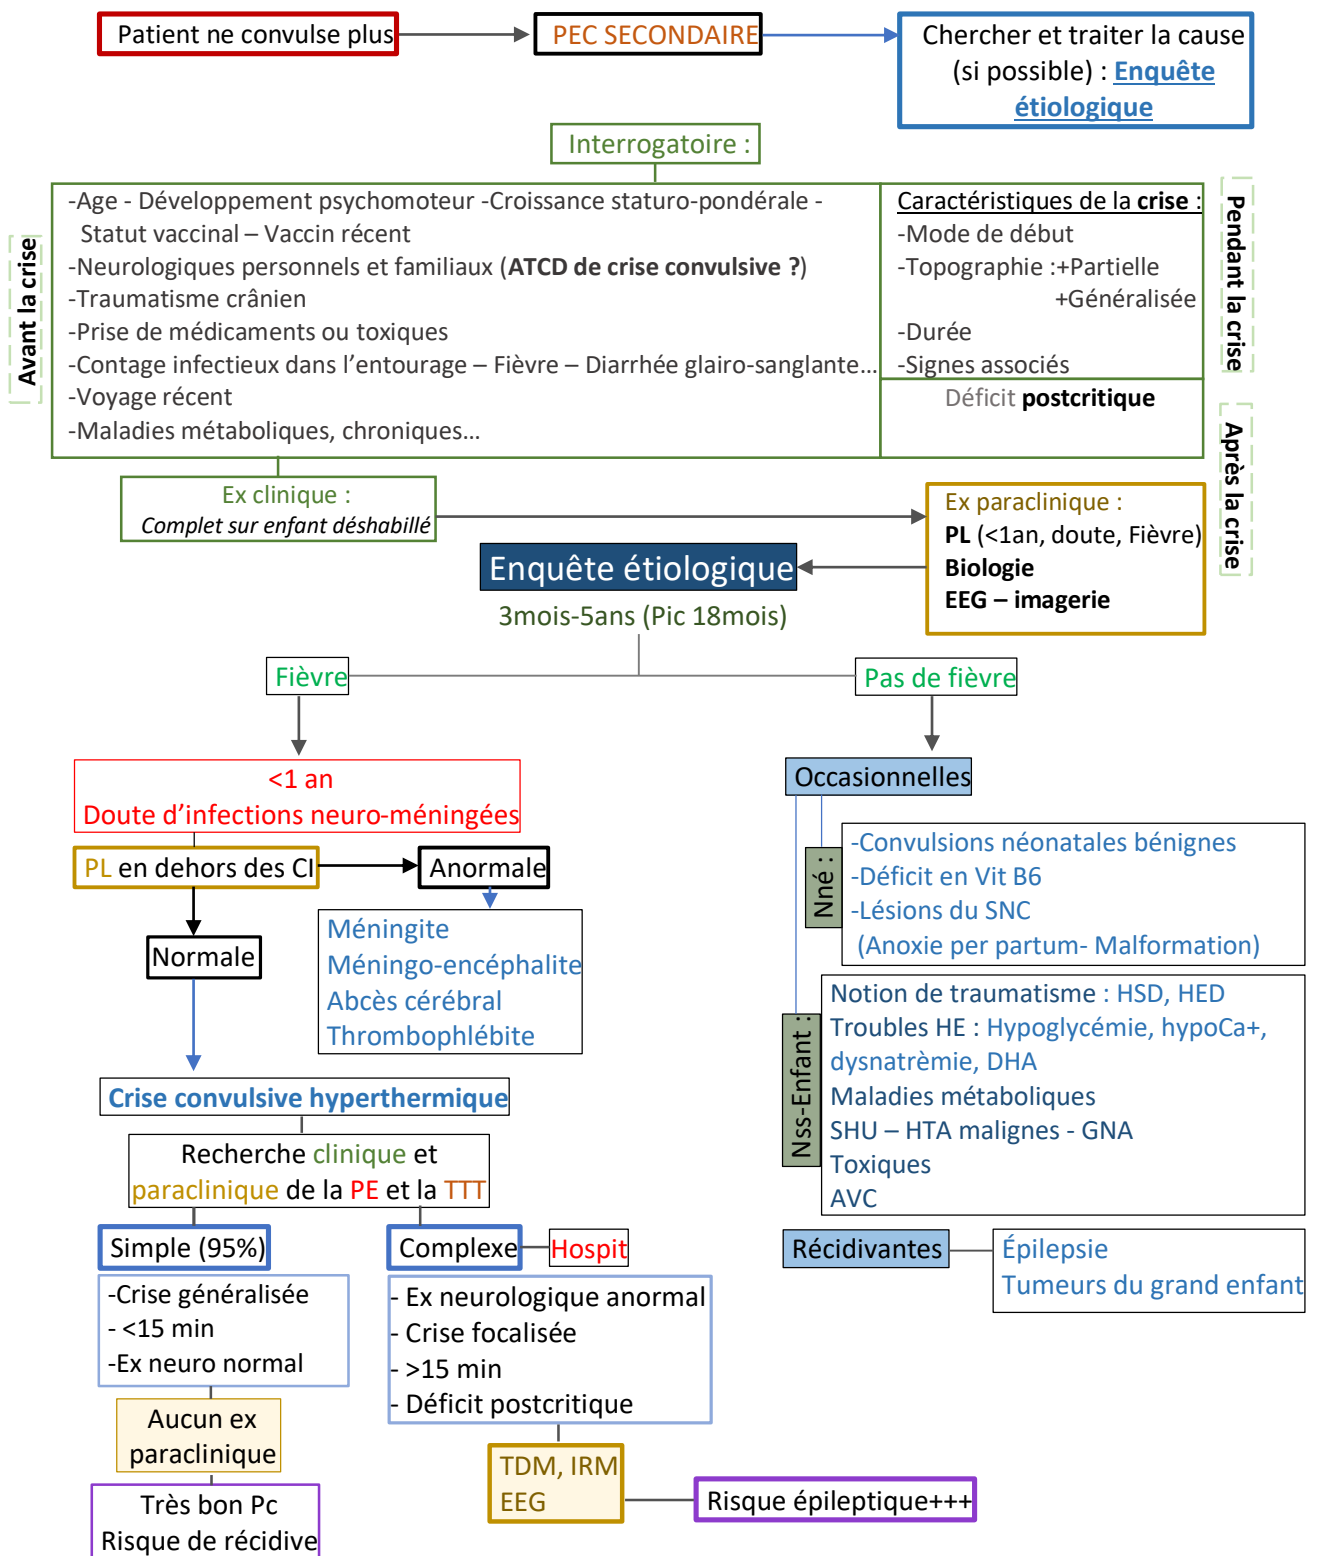 Patient ne convulse plus
PEC SECONDAIRE
Chercher et traiter la cause
(si possible) : Enquête
étiologique
Interrogatoire :
Avant la crise
-Age - Développement psychomoteur -Croissance staturo-pondérale -
Statut vaccinal – Vaccin récent
-Neurologiques personnels et familiaux (ATCD de crise convulsive ?)
-Traumatisme crânien
-Prise de médicaments ou toxiques
-Contage infectieux dans l’entourage – Fièvre – Diarrhée glairo-sanglante…
-Voyage récent
-Maladies métaboliques, chroniques…
Caractéristiques de la crise :
-Mode de début
-Topographie :+Partielle
+Généralisée
-Durée
-Signes associés
Pendant la crise
Déficit postcritique
Après la crise
Ex clinique :
Complet sur enfant déshabillé
Ex paraclinique :
PL (<1an, doute, Fièvre)
Biologie
EEG – imagerie
Enquête étiologique
3mois-5ans (Pic 18mois)
Fièvre
Pas de fièvre
<1 an
Doute d’infections neuro-méningées
PL en dehors des CI
Anormale
Normale
Méningite
Méningo-encéphalite
Abcès cérébral
Thrombophlébite
Crise convulsive hyperthermique
Recherche clinique et
paraclinique de la PE et la TTT
Simple (95%)
Complexe
Hospit
-Crise généralisée
- <15 min
-Ex neuro normal
- Ex neurologique anormal
- Crise focalisée
- >15 min
- Déficit postcritique
Aucun ex
paraclinique
Très bon Pc
Risque de récidive
TDM, IRM
EEG
Risque épileptique+++
Occasionnelles
Nné :
-Convulsions néonatales bénignes
-Déficit en Vit B6
-Lésions du SNC
(Anoxie per partum- Malformation)
Nss-Enfant :
Notion de traumatisme : HSD, HED
Troubles HE : Hypoglycémie, hypoCa+,
dysnatrèmie, DHA
Maladies métaboliques
SHU – HTA malignes - GNA
Toxiques
AVC
Récidivantes
Épilepsie
Tumeurs du grand enfant